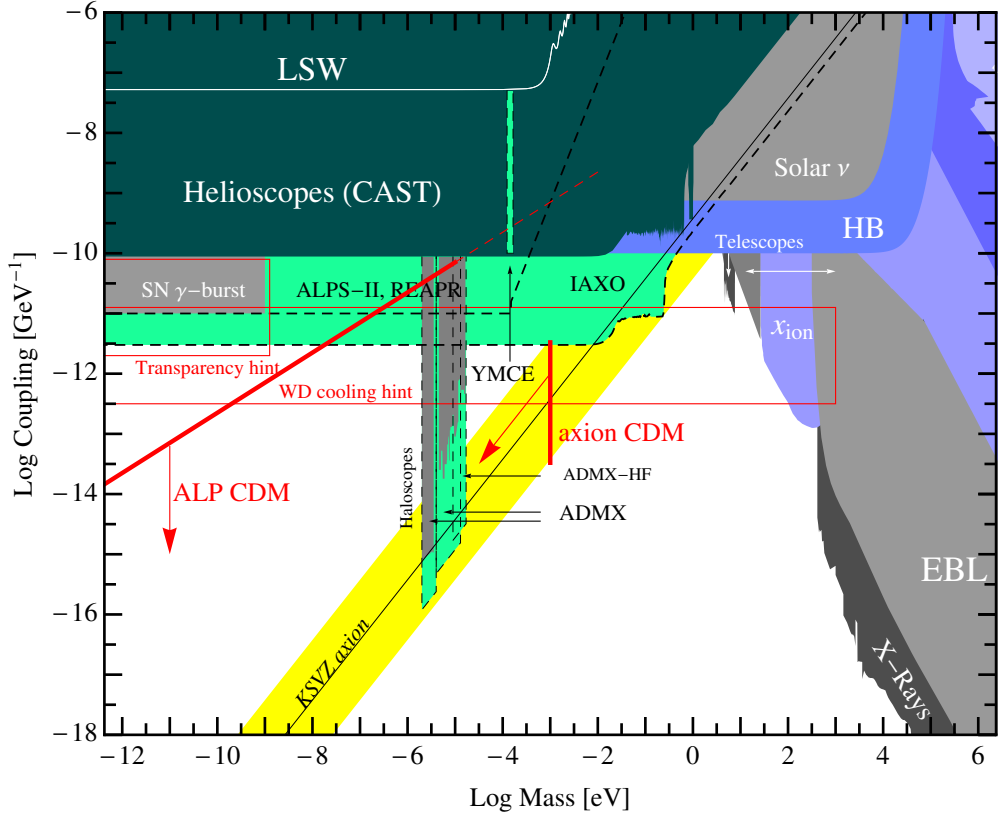 −6
−8
−10
−12
−14
−16
−18
−12
−10
−8
−6
−4
−2
0
2
4
6
Log Coupling [GeV⁻¹]
Log Mass [eV]
LSW
Helioscopes (CAST)
Solar ν
HB
Telescopes
SN γ−burst
ALPS−II, REAPR
IAXO
x_ion
Transparency hint
YMCE
WD cooling hint
axion CDM
ALP CDM
Haloscopes
ADMX−HF
ADMX
EBL
KSVZ axion
X−Rays